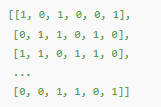 [[1, 0, 1, 0, 0, 1],
[0, 1, 1, 0, 1, 0],
[1, 1, 0, 1, 1, 0],
...
[0, 0, 1, 1, 0, 1]]